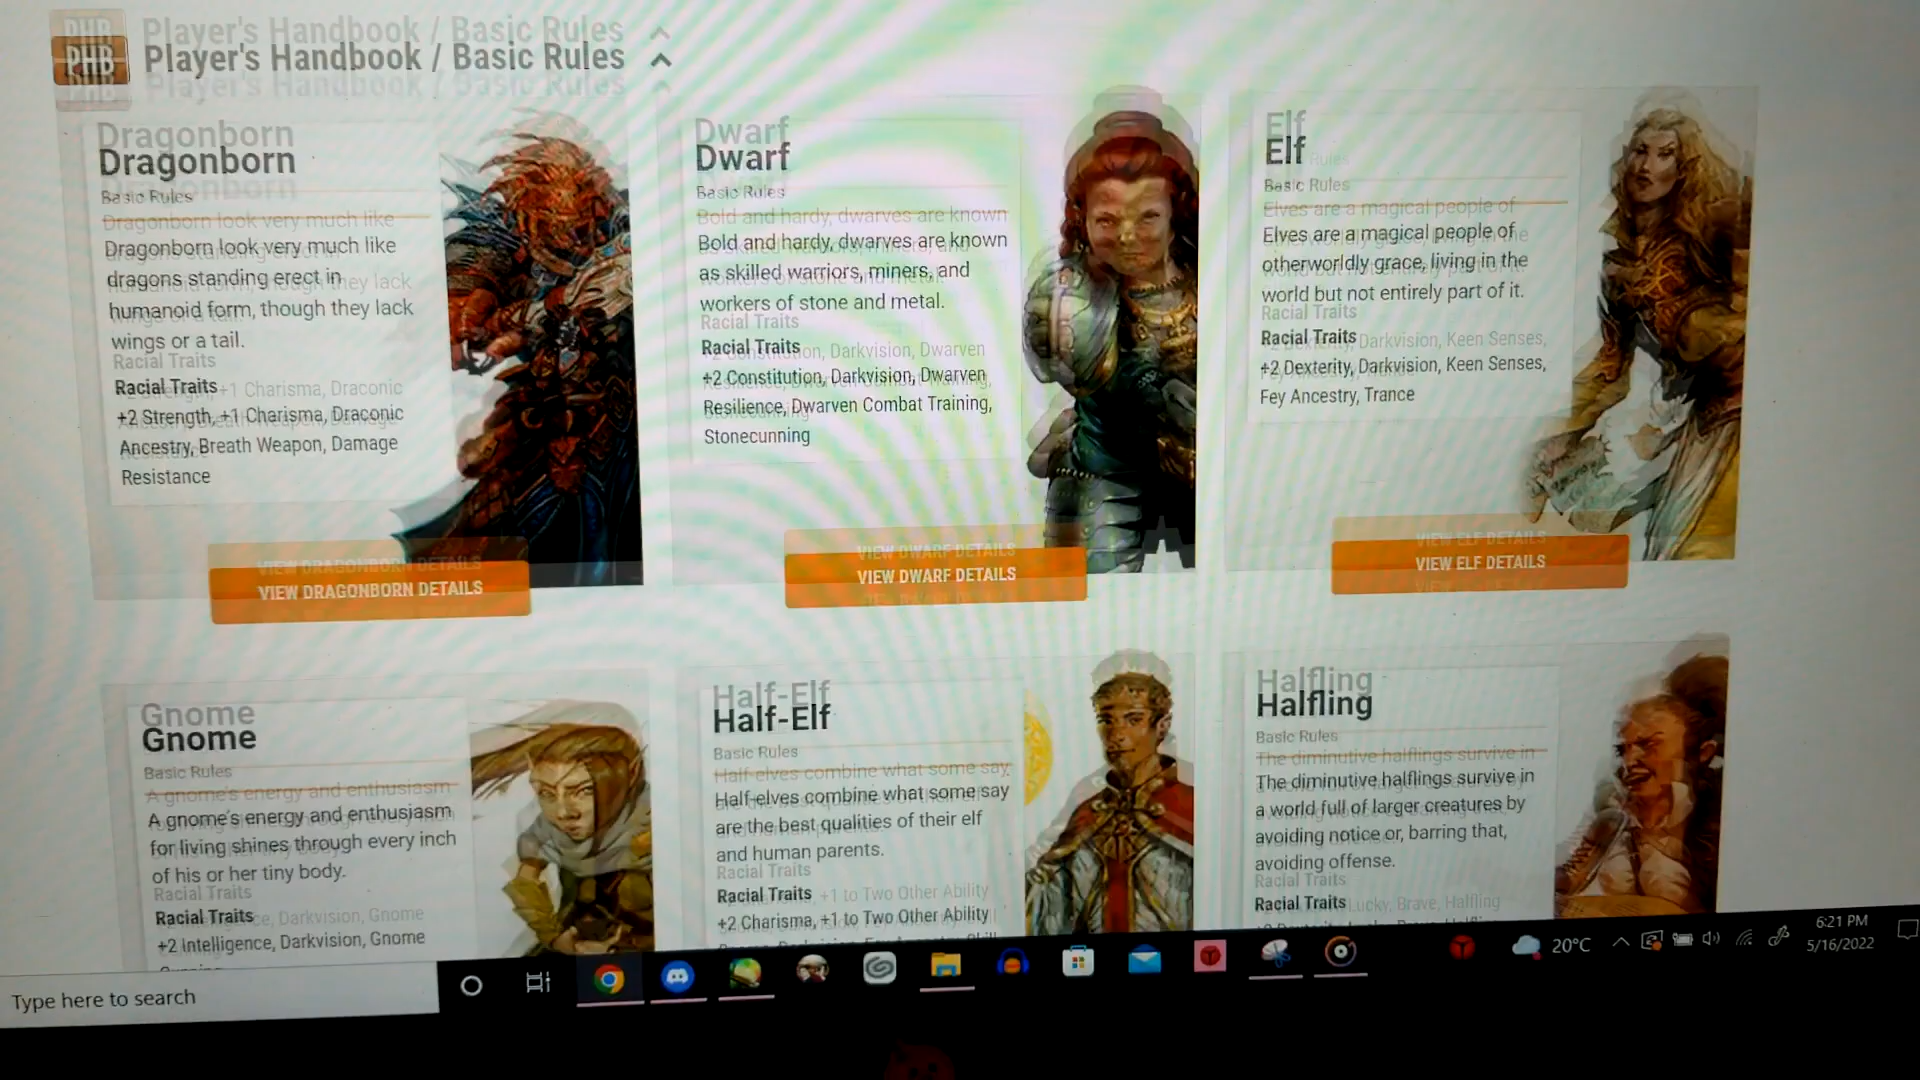 PHB
Player's Handbook / Basic Rules
Dragonborn
Basic Rules
Dragonborn look very much like
dragons standing erect in
humanoid form, though they lack
wings or a tail.
Racial Traits
+2 Strength, +1 Charisma, Draconic
Ancestry, Breath Weapon, Damage
Resistance
VIEW DRAGONBORN DETAILS
Dwarf
Basic Rules
Bold and hardy, dwarves are known
as skilled warriors, miners, and
workers of stone and metal.
Racial Traits
+2 Constitution, Darkvision, Dwarven
Resilience, Dwarven Combat Training,
Stonecunning
VIEW DWARF DETAILS
Elf
Basic Rules
Elves are a magical people of
otherworldly grace, living in the
world but not entirely part of it.
Racial Traits
+2 Dexterity, Darkvision, Keen Senses,
Fey Ancestry, Trance
VIEW ELF DETAILS
Gnome
Basic Rules
A gnome's energy and enthusiasm
for living shines through every inch
of his or her tiny body.
Racial Traits
+2 Intelligence, Darkvision, Gnome
Half-Elf
Basic Rules
Half-elves combine what some say
are the best qualities of their elf
and human parents.
Racial Traits
+2 Charisma, +1 to Two Other Ability
Halfling
Basic Rules
The diminutive halflings survive in
a world full of larger creatures by
avoiding notice or, barring that,
avoiding offense.
Racial Traits
Lucky, Brave, Halfling
Type here to search
20°C
6:21 PM
5/16/2022